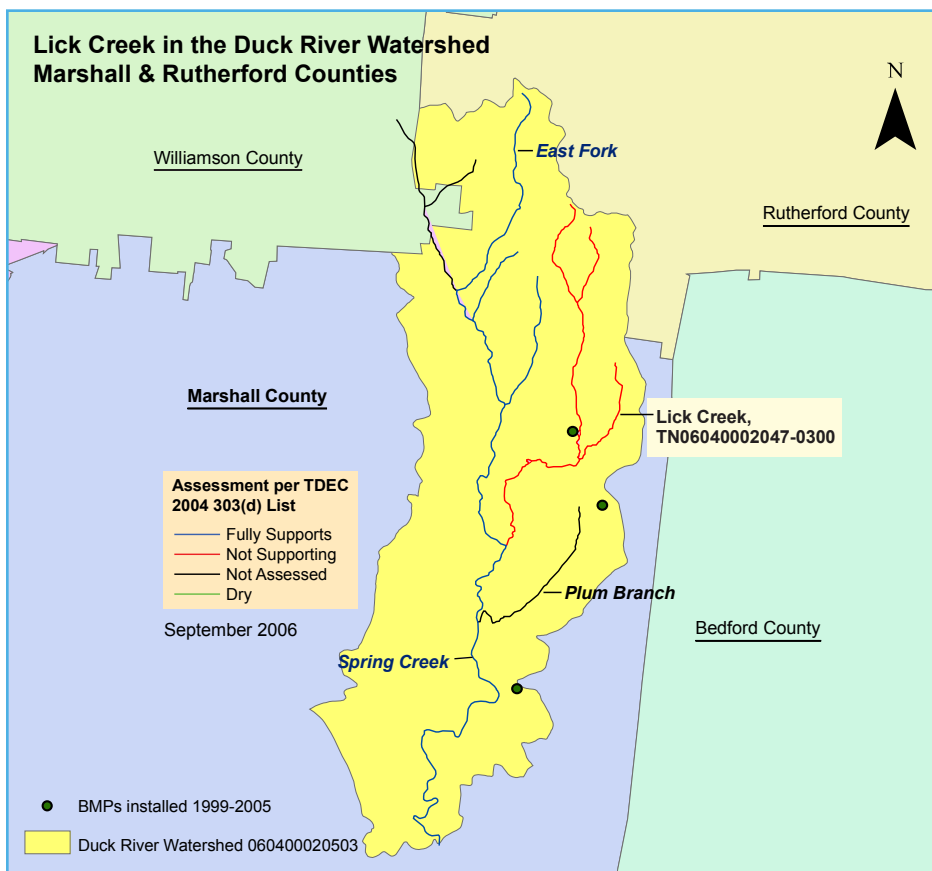 Lick Creek in the Duck River Watershed
Marshall & Rutherford Counties
N
Williamson County
East Fork
Rutherford County
Marshall County
Lick Creek,
TN06040002047-0300
Assessment per TDEC
2004 303(d) List
Fully Supports
Not Supporting
Not Assessed
Dry
September 2006
Plum Branch
Bedford County
Spring Creek
BMPs installed 1999-2005
Duck River Watershed 060400020503